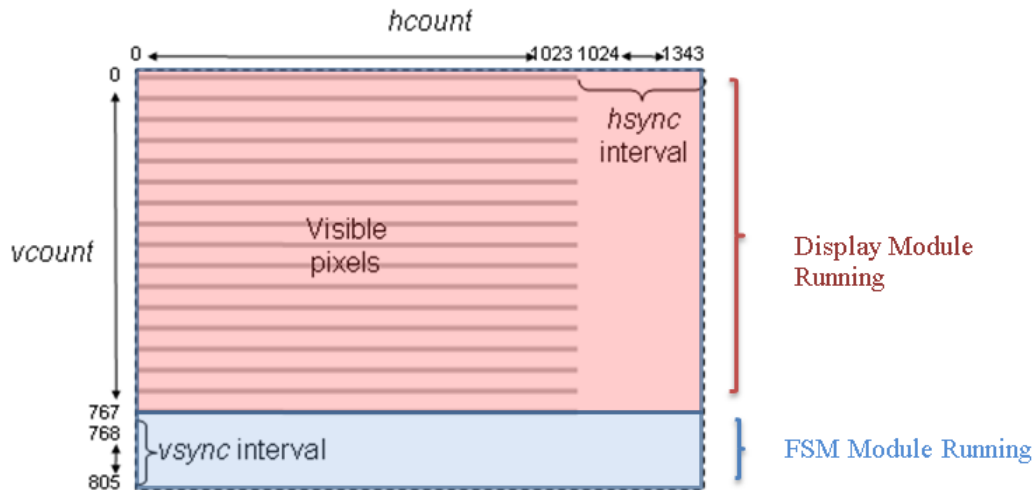 hcount
0
1023 1024
1343
0
hsync
interval
Visible
pixels
vcount
Display Module
Running
767
768
vsync interval
805
FSM Module Running